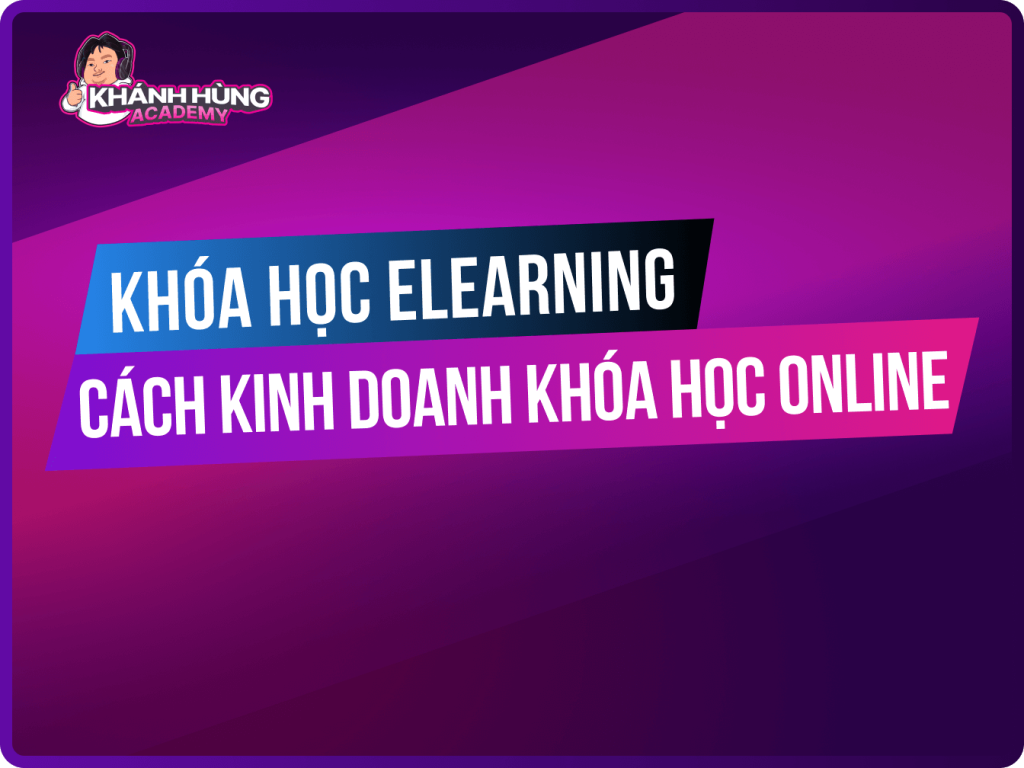 KHÁNH HÙNG
ACADEMY
KHÓA HỌC ELEARNING
CÁCH KINH DOANH KHÓA HỌC ONLINE